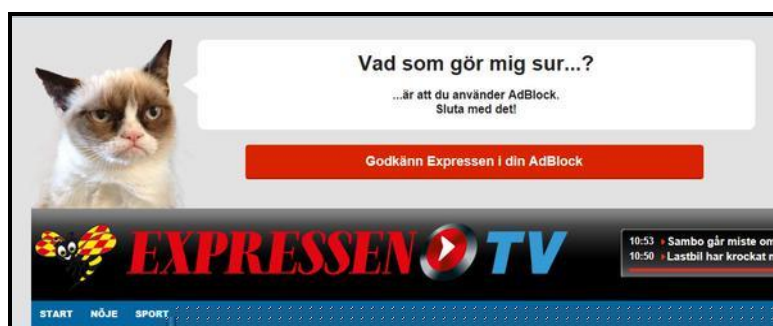 Vad som gör mig sur...?
...är att du använder AdBlock.
Sluta med det!
Godkänn Expressen i din AdBlock
EXPRESSEN TV
10:53 Sambo går miste om
10:50 Lastbil har krockat
START NÖJE SPORT